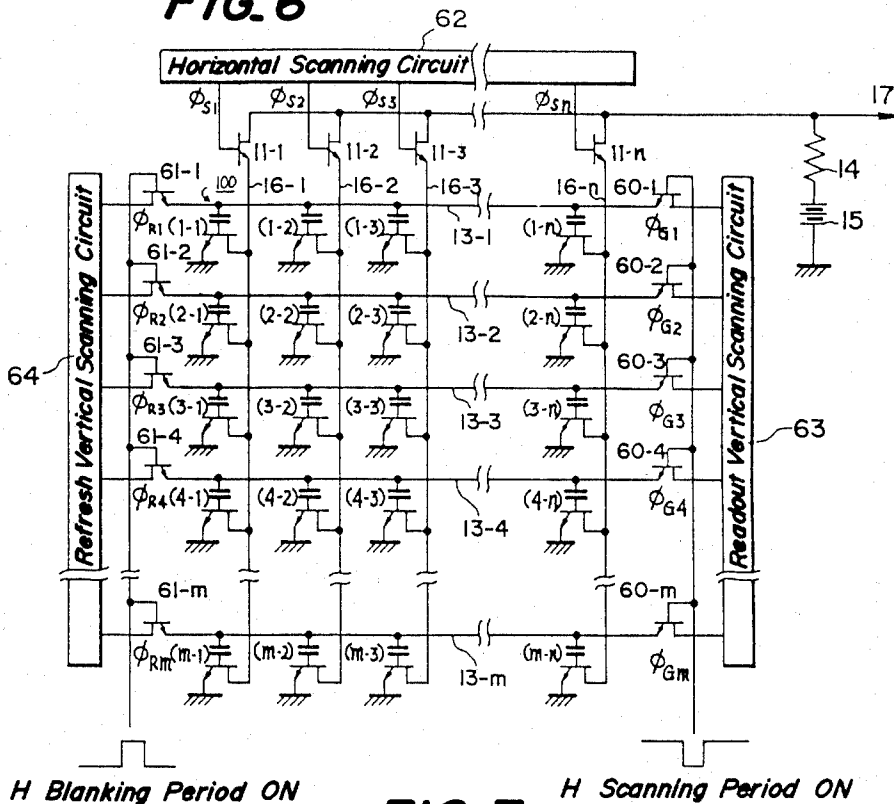 FIG_6
62
Horizontal Scanning Circuit
φS1 φS2 φS3 φSn
17
11-1 11-2 11-3 11-n
14
15
61-1 100 16-1 16-2 16-3 16-n 60-1
φR1 (1-1) (1-2) (1-3) 13-1 (1-n) φG1
61-2 60-2
φR2 (2-1) (2-2) (2-3) 13-2 (2-n) φG2
61-3 60-3
φR3 (3-1) (3-2) (3-3) 13-3 (3-n) φG3
61-4 60-4
φR4 (4-1) (4-2) (4-3) 13-4 (4-n) φG4
61-m 60-m
φRm (m-1) (m-2) (m-3) 13-m (m-n) φGm
64
Refresh Vertical Scanning Circuit
Readout Vertical Scanning Circuit
63
H Blanking Period ON
H Scanning Period ON